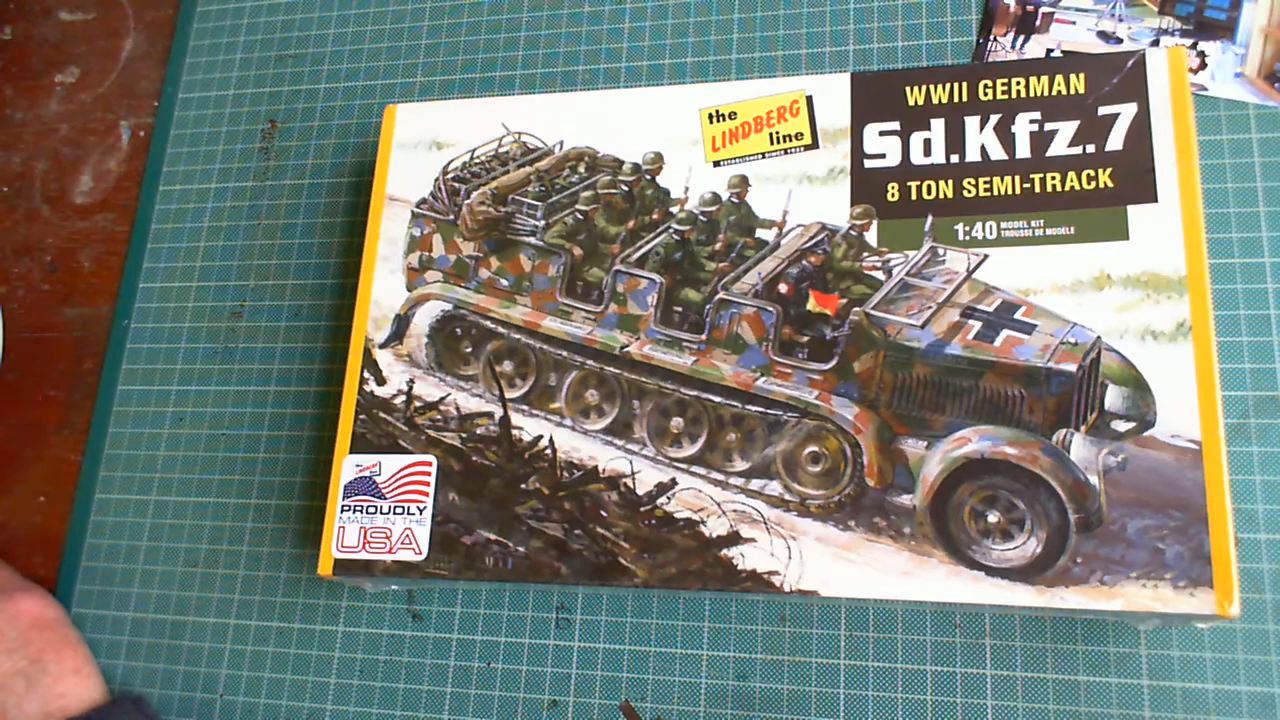 the
LINDBERG
line
ESTABLISHED SINCE 1933
WWII GERMAN
Sd.Kfz.7
8 TON SEMI-TRACK
1:40 MODEL KIT
TROUSSE DE MODÈLE
PROUDLY
MADE IN THE
USA